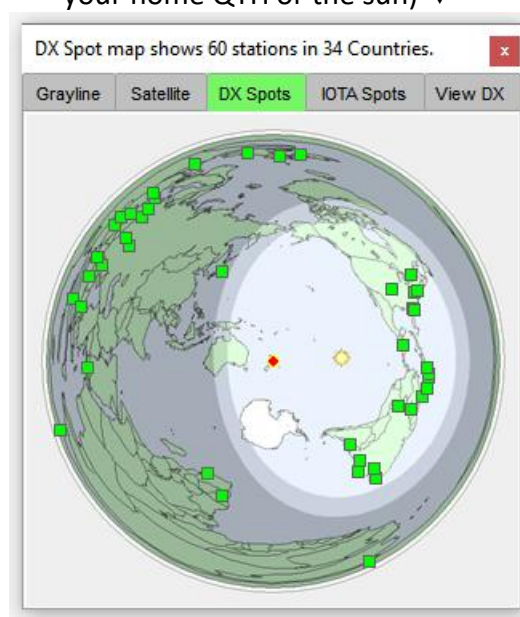 your home QTH or the sun) ▼
DX Spot map shows 60 stations in 34 Countries.
x
Grayline Satellite DX Spots IOTA Spots View DX